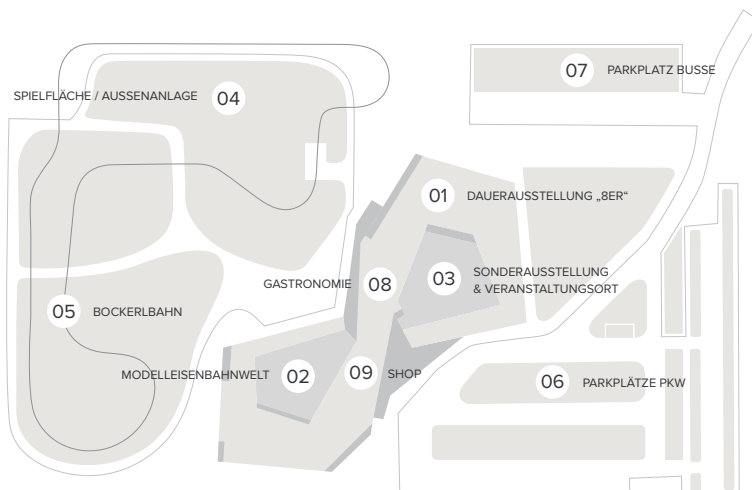 07 PARKPLATZ BUSSE
SPIELFLÄCHE / AUSSENANLAGE 04
01 DAUERAUSSTELLUNG „8ER“
03 SONDERAUSSTELLUNG
& VERANSTALTUNGSORT
GASTRONOMIE 08
05 BOCKERLBAHN
MODELLEISENBAHNWELT 02
09 SHOP
06 PARKPLÄTZE PKW